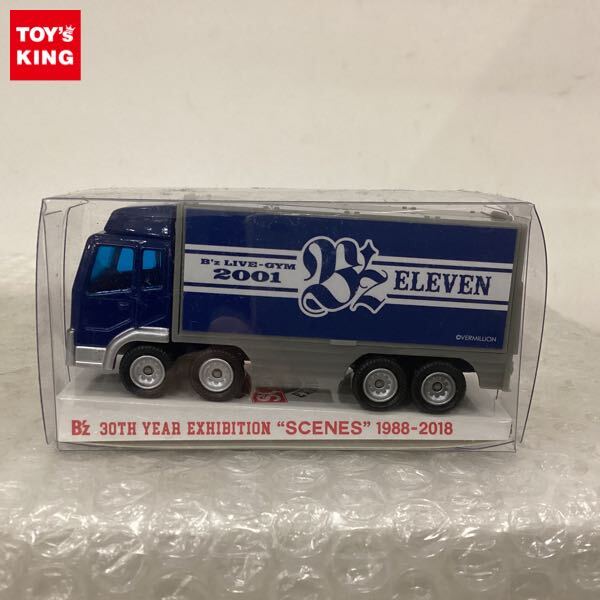 TOY's
KING
B'z LIVE-GYM
2001
B'z
ELEVEN
©VERMILLION
B'z 30TH YEAR EXHIBITION "SCENES" 1988-2018